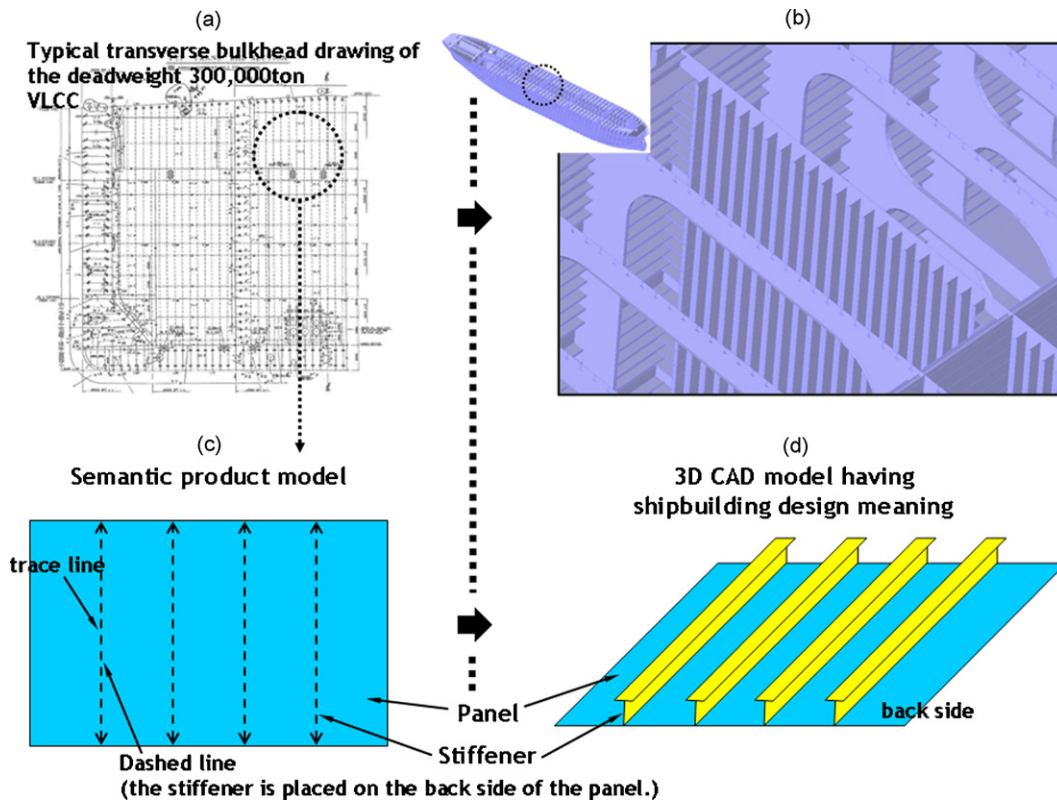 (a)
Typical transverse bulkhead drawing of
the deadweight 300,000ton
VLCC
(b)
(c)
Semantic product model
trace line
Dashed line
(the stiffener is placed on the back side of the panel.)
Panel
Stiffener
(d)
3D CAD model having
shipbuilding design meaning
back side